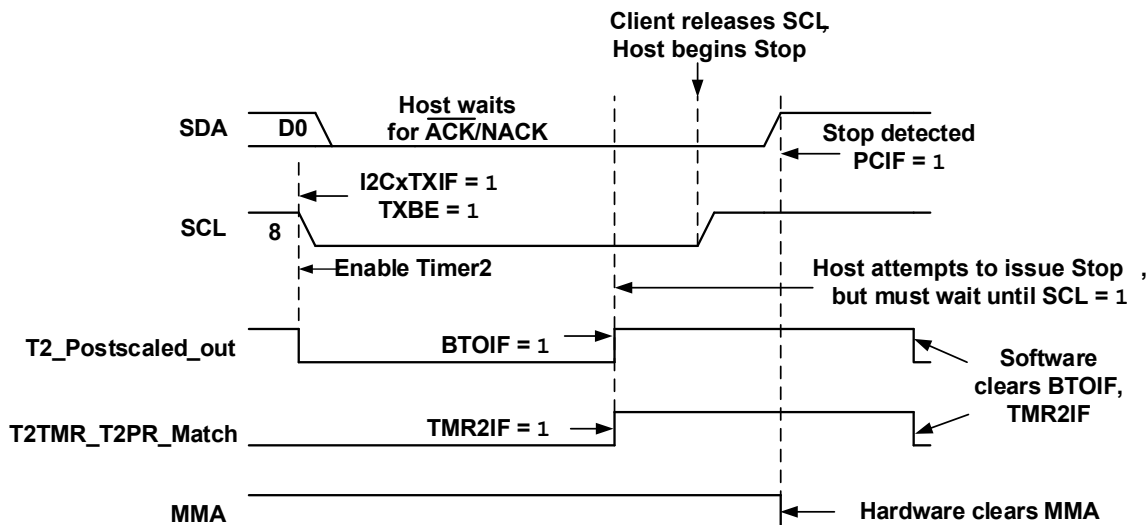 Client releases SCL,
Host begins Stop
SDA
D0
Host waits
for ACK/NACK
Stop detected
PCIF = 1
I2CxTXIF = 1
TXBE = 1
SCL
8
Enable Timer2
Host attempts to issue Stop ,
but must wait until SCL = 1
T2_Postscaled_out
BTOIF = 1
Software
clears BTOIF,
TMR2IF
T2TMR_T2PR_Match
TMR2IF = 1
MMA
Hardware clears MMA